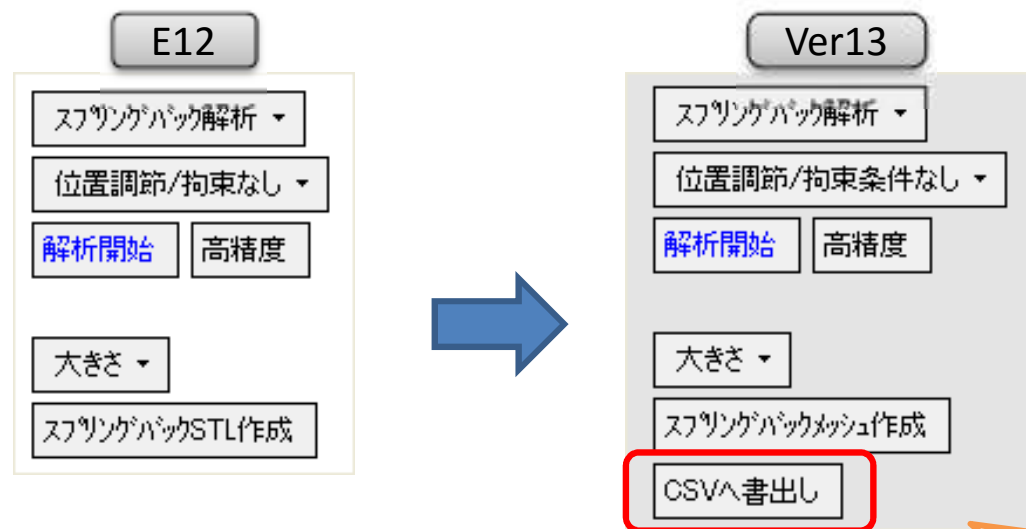 E12
スプリングバック解析
位置調節/拘束なし
解析開始 高精度
大きさ
スプリングバックSTL作成
Ver13
スプリングバック解析
位置調節/拘束条件なし
解析開始 高精度
大きさ
スプリングバックメッシュ作成
CSVへ書出し